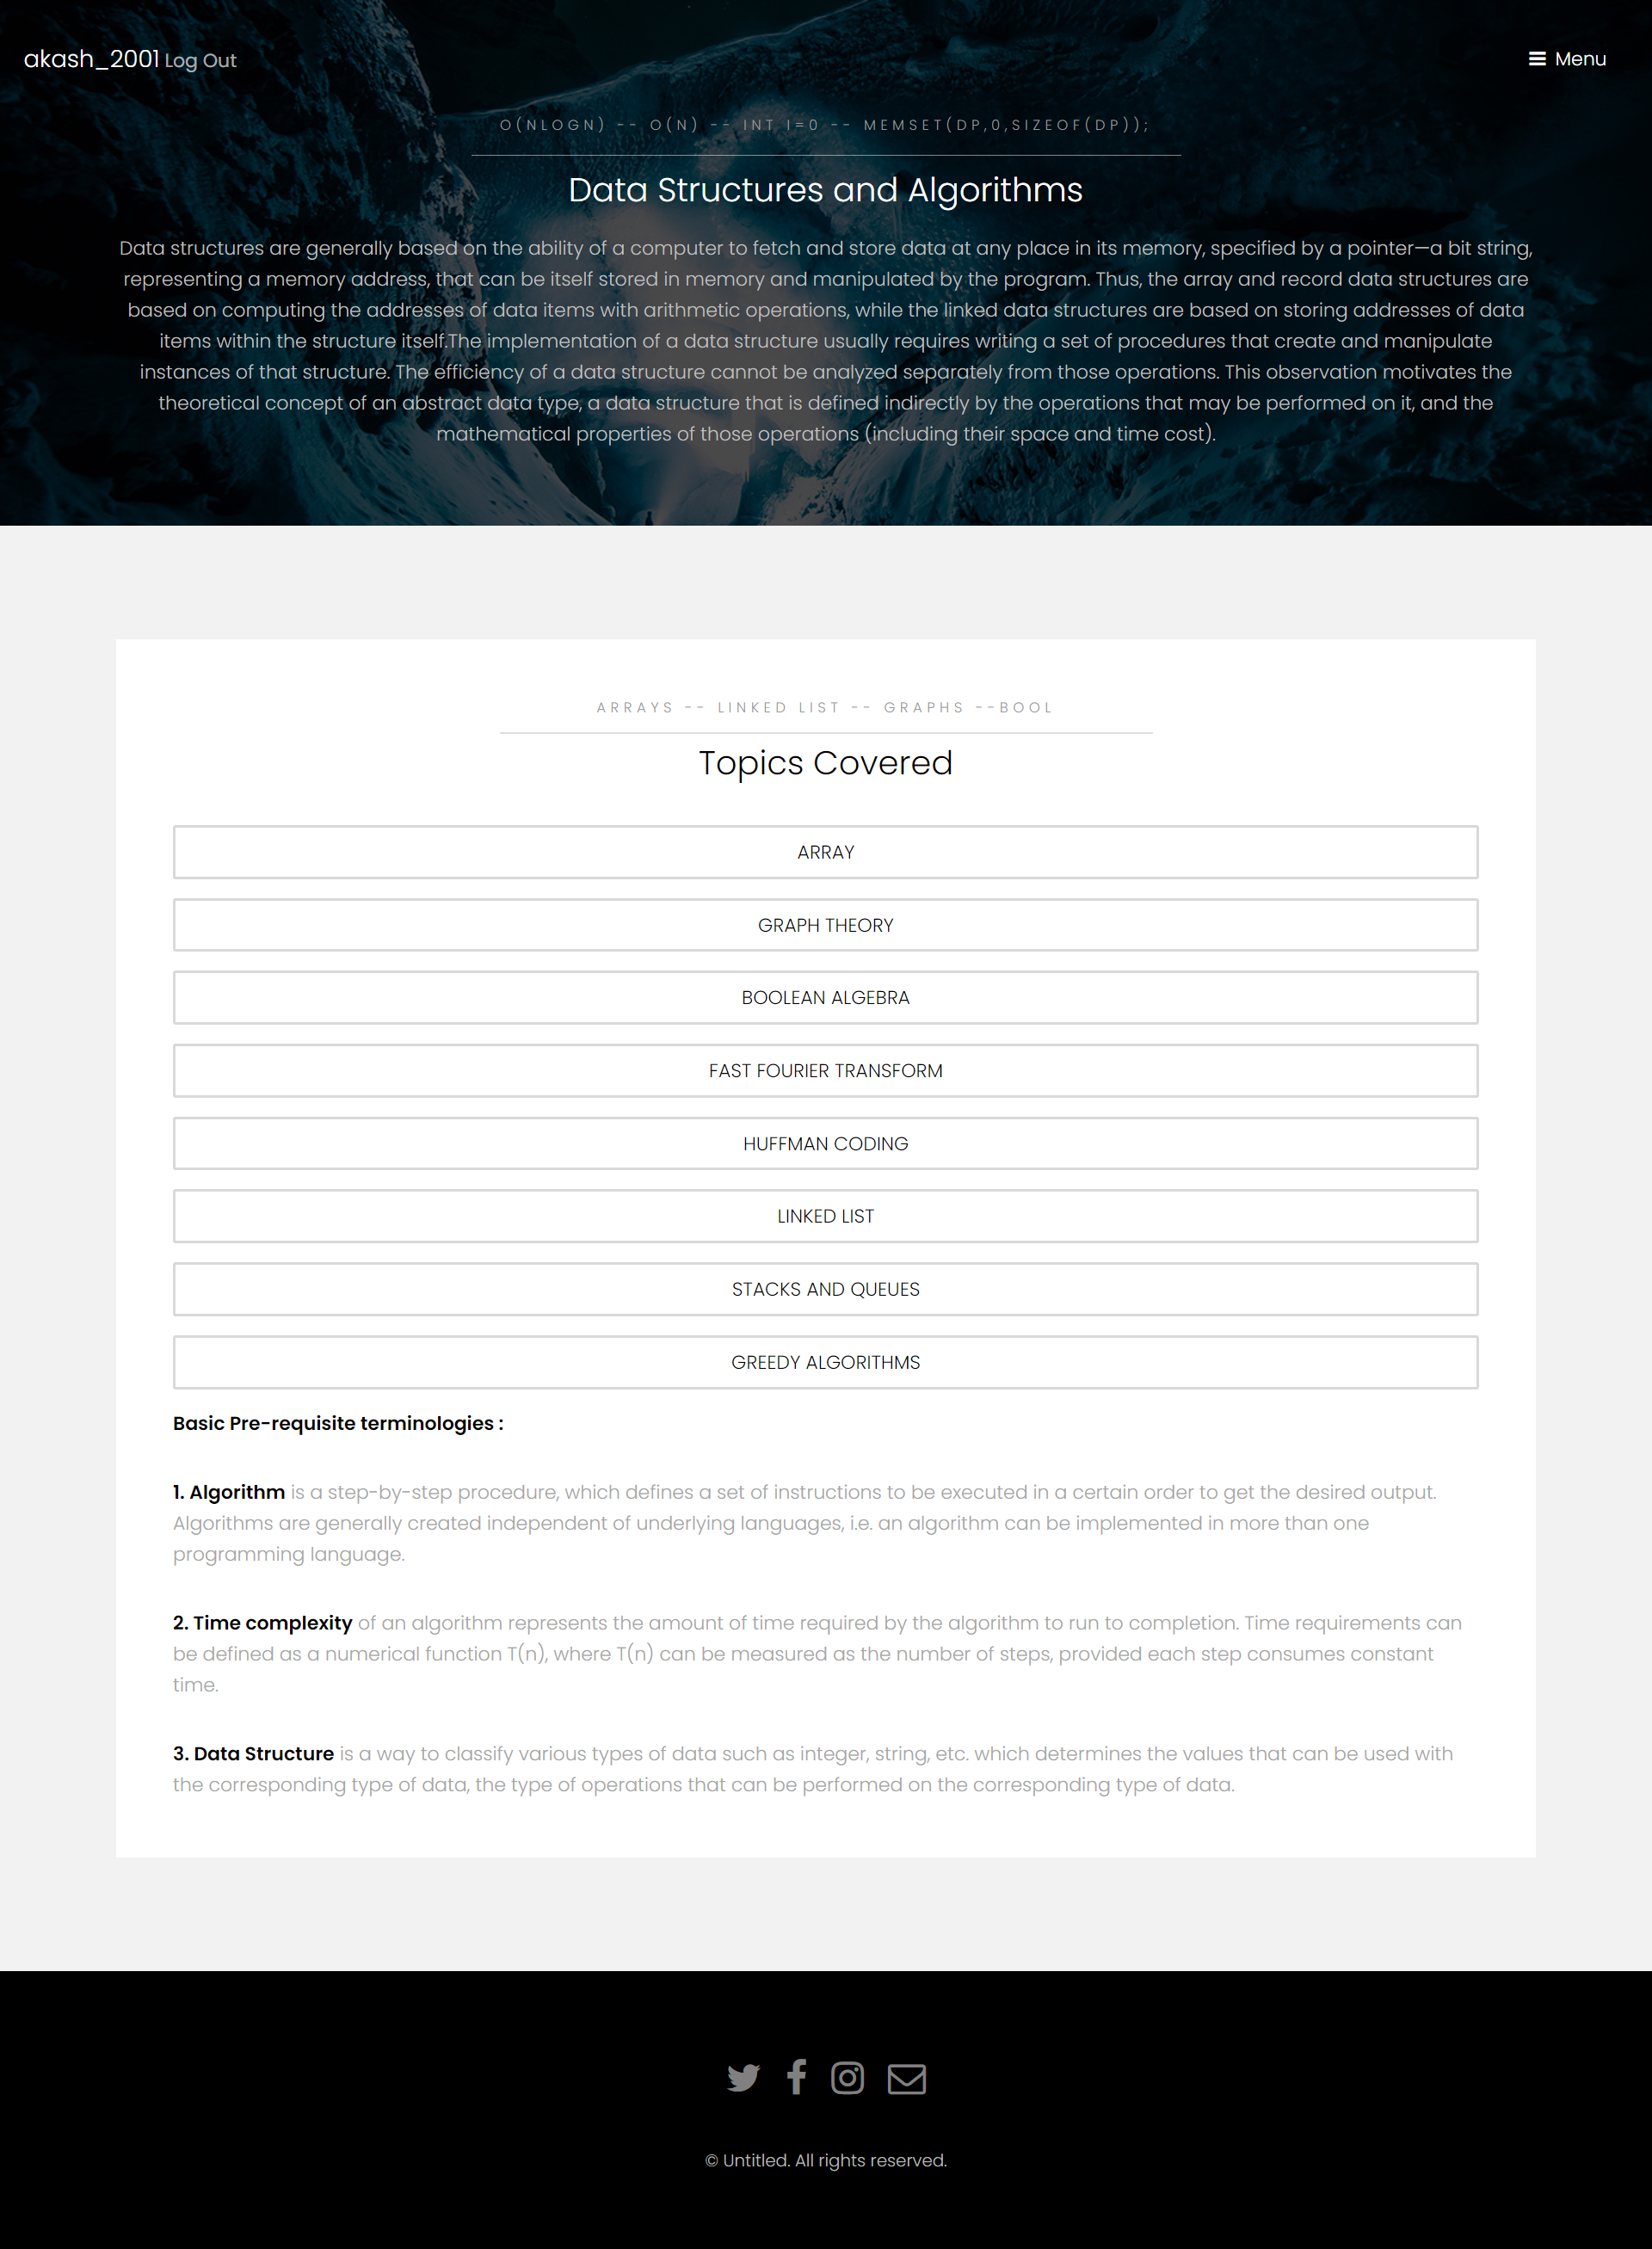 akash_2001 Log Out
Menu
O(NLOGN) -- O(N) -- INT I=0 -- MEMSET(DP,0,SIZEOF(DP));
Data Structures and Algorithms
Data structures are generally based on the ability of a computer to fetch and store data at any place in its memory, specified by a pointer—a bit string,
representing a memory address, that can be itself stored in memory and manipulated by the program. Thus, the array and record data structures are
based on computing the addresses of data items with arithmetic operations, while the linked data structures are based on storing addresses of data
items within the structure itself.The implementation of a data structure usually requires writing a set of procedures that create and manipulate
instances of that structure. The efficiency of a data structure cannot be analyzed separately from those operations. This observation motivates the
theoretical concept of an abstract data type, a data structure that is defined indirectly by the operations that may be performed on it, and the
mathematical properties of those operations (including their space and time cost).
ARRAYS -- LINKED LIST -- GRAPHS --BOOL
Topics Covered
ARRAY
GRAPH THEORY
BOOLEAN ALGEBRA
FAST FOURIER TRANSFORM
HUFFMAN CODING
LINKED LIST
STACKS AND QUEUES
GREEDY ALGORITHMS
Basic Pre-requisite terminologies :
1. Algorithm is a step-by-step procedure, which defines a set of instructions to be executed in a certain order to get the desired output.
Algorithms are generally created independent of underlying languages, i.e. an algorithm can be implemented in more than one
programming language.
2. Time complexity of an algorithm represents the amount of time required by the algorithm to run to completion. Time requirements can
be defined as a numerical function T(n), where T(n) can be measured as the number of steps, provided each step consumes constant
time.
3. Data Structure is a way to classify various types of data such as integer, string, etc. which determines the values that can be used with
the corresponding type of data, the type of operations that can be performed on the corresponding type of data.
© Untitled. All rights reserved.